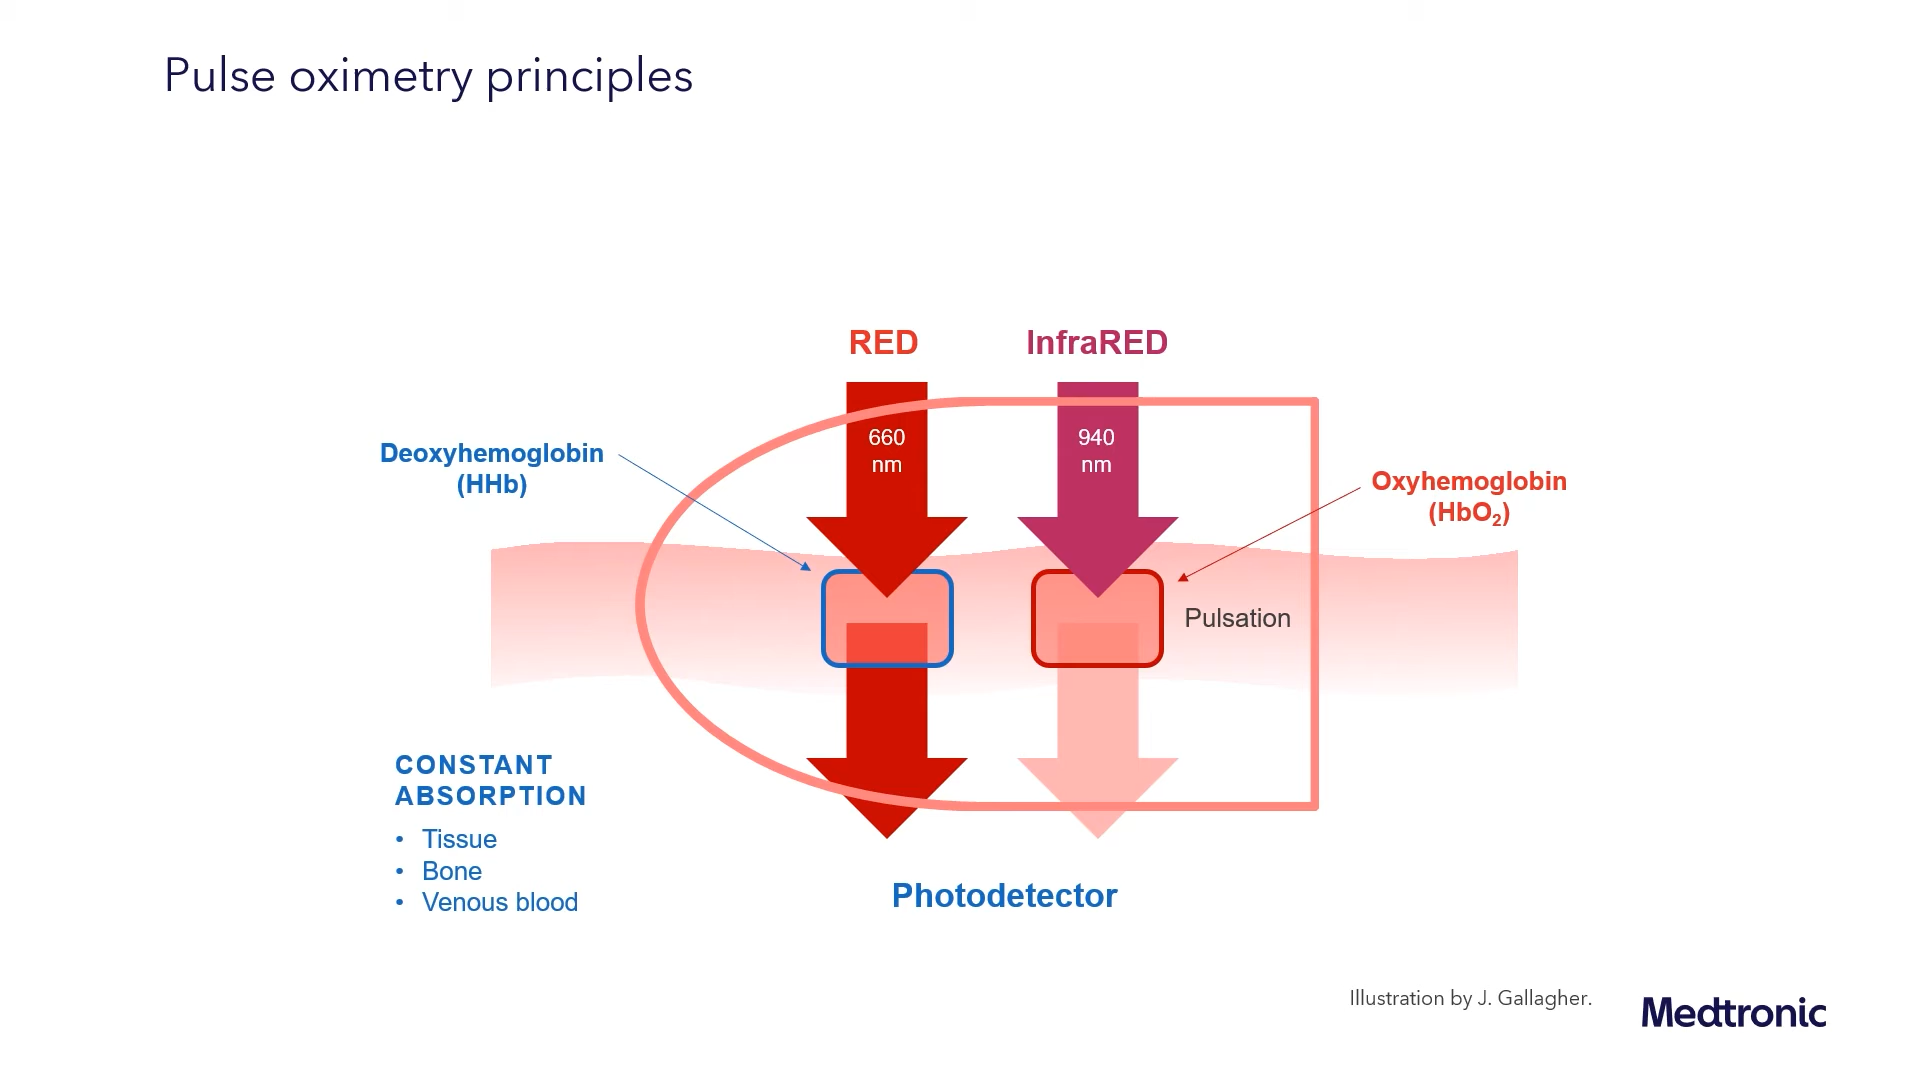 Pulse oximetry principles
RED
InfraRED
660
nm
940
nm
Deoxyhemoglobin
(HHb)
Oxyhemoglobin
(HbO₂)
Pulsation
CONSTANT
ABSORPTION
• Tissue
• Bone
• Venous blood
Photodetector
Illustration by J. Gallagher.
Medtronic